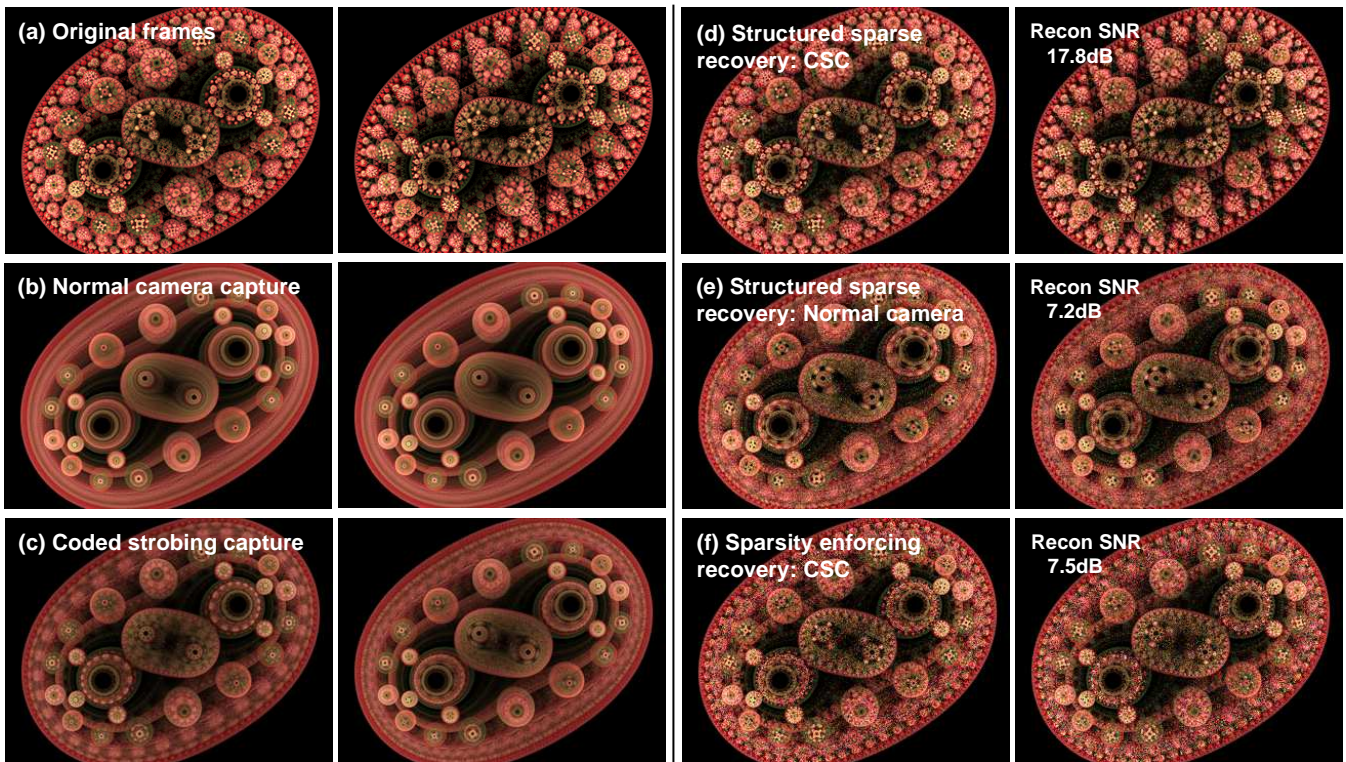 (a) Original frames
(d) Structured sparse
recovery: CSC
Recon SNR
17.8dB
(b) Normal camera capture
(e) Structured sparse
recovery: Normal camera
Recon SNR
7.2dB
(c) Coded strobing capture
(f) Sparsity enforcing
recovery: CSC
Recon SNR
7.5dB